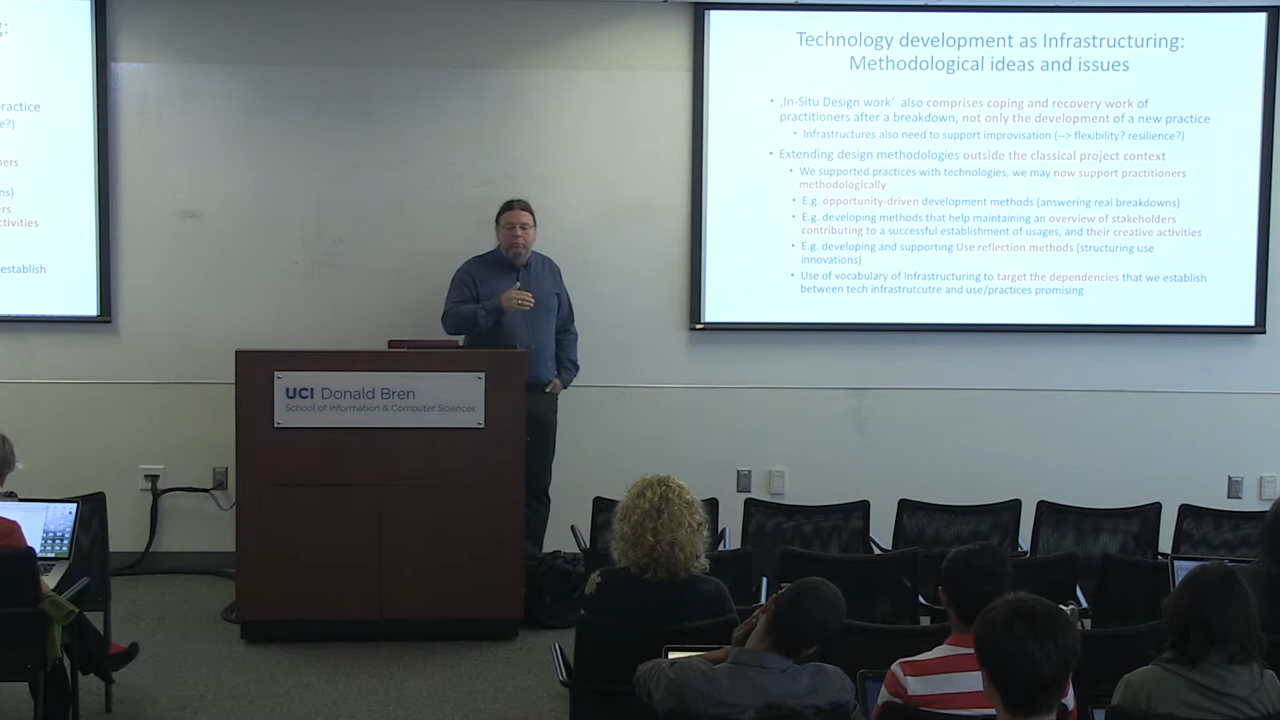 :
ractice
e?)
ners
ns)
rs
ctivities
establish
Technology development as Infrastructuring:
Methodological ideas and issues
• ‚In-Situ Design work‘ also comprises coping and recovery work of
practitioners after a breakdown, not only the development of a new practice
• Infrastructures also need to support improvisation (--> flexibility? resilience?)
• Extending design methodologies outside the classical project context
• We supported practices with technologies, we may now support practitioners
methodologically
• E.g. opportunity-driven development methods (answering real breakdowns)
• E.g. developing methods that help maintaining an overview of stakeholders
contributing to a successful establishment of usages, and their creative activities
• E.g. developing and supporting Use reflection methods (structuring use
innovations)
• Use of vocabulary of Infrastructuring to target the dependencies that we establish
between tech infrastrutcutre and use/practices promising
UCI Donald Bren
School of Information & Computer Sciences